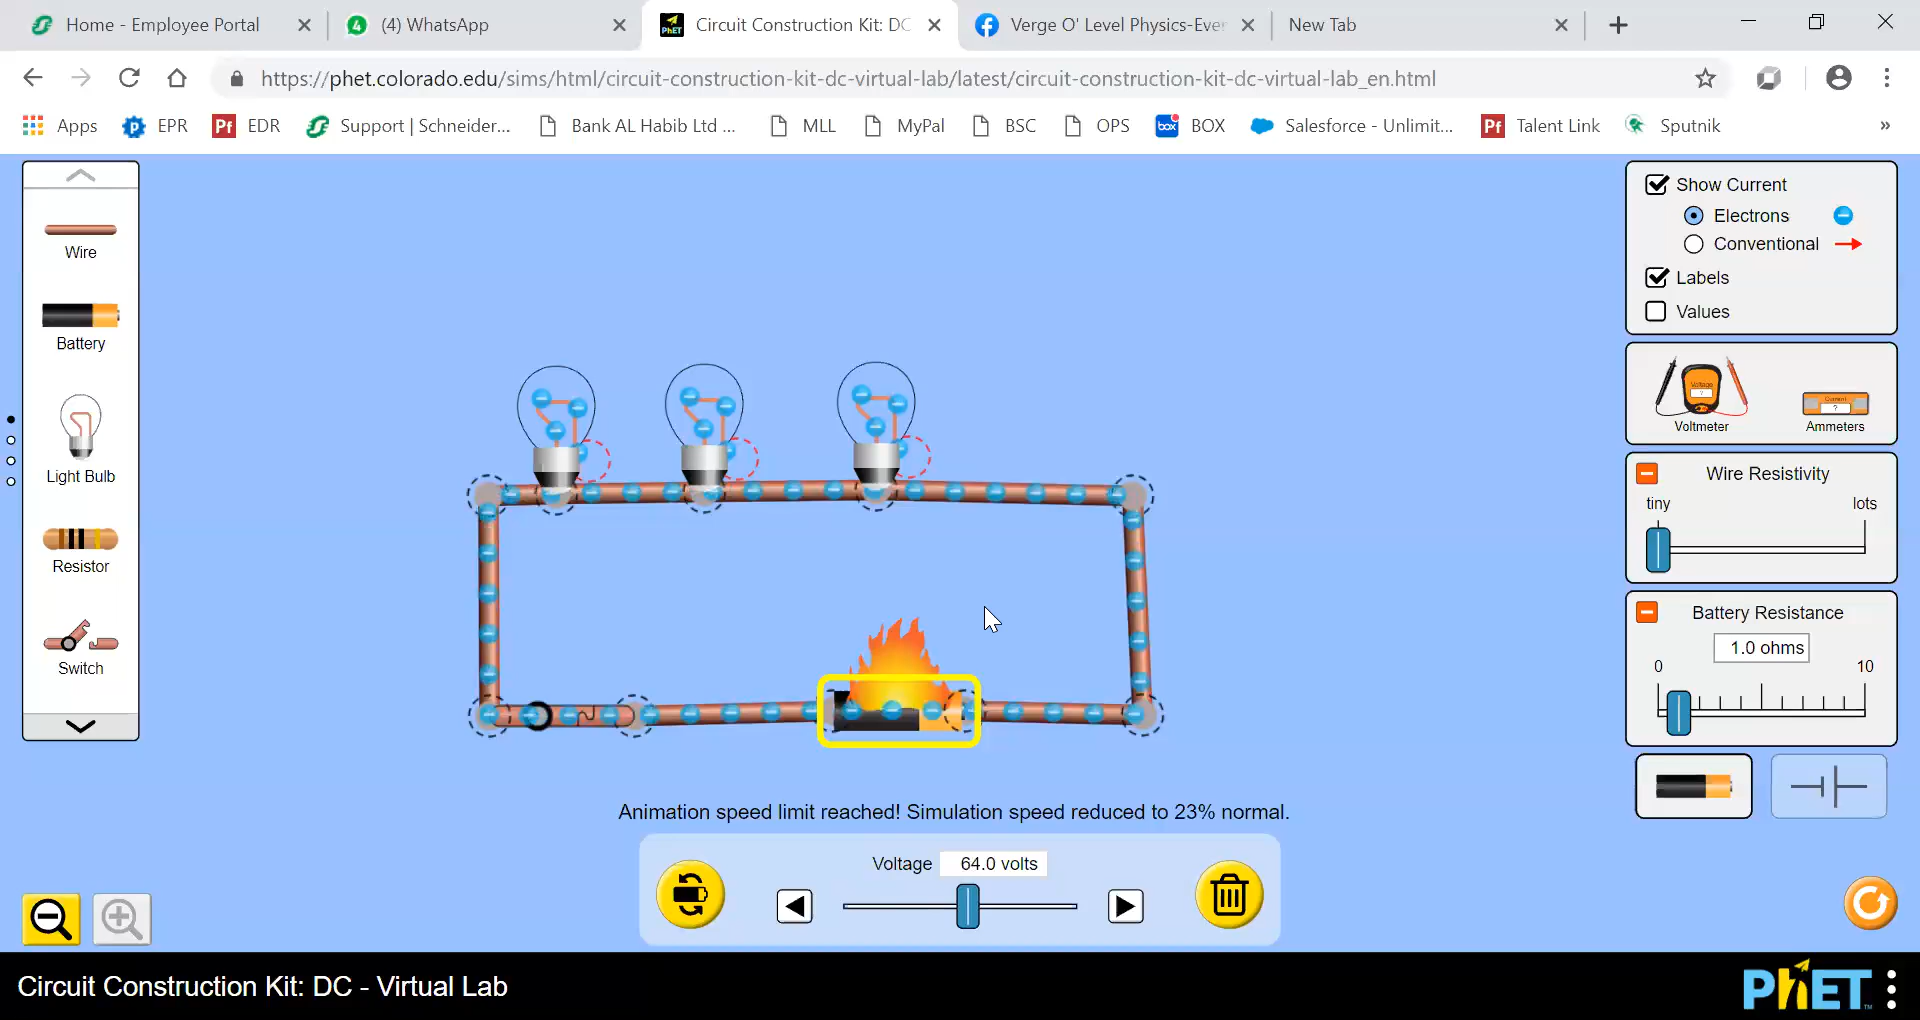 Home - Employee Portal
(4) WhatsApp
Circuit Construction Kit: DC
Verge O' Level Physics-Ever
New Tab
https://phet.colorado.edu/sims/html/circuit-construction-kit-dc-virtual-lab/latest/circuit-construction-kit-dc-virtual-lab_en.html
Apps
EPR
EDR
Support | Schneider...
Bank AL Habib Ltd ...
MLL
MyPal
BSC
OPS
BOX
Salesforce - Unlimit...
Talent Link
Sputnik
»
Wire
Battery
Light Bulb
Resistor
Switch
Show Current
Electrons
Conventional
Labels
Values
Voltage
?
Voltmeter
Current
?
Ammeters
Wire Resistivity
tiny
lots
Battery Resistance
1.0 ohms
0
10
Animation speed limit reached! Simulation speed reduced to 23% normal.
Voltage
64.0 volts
Circuit Construction Kit: DC - Virtual Lab
PhET